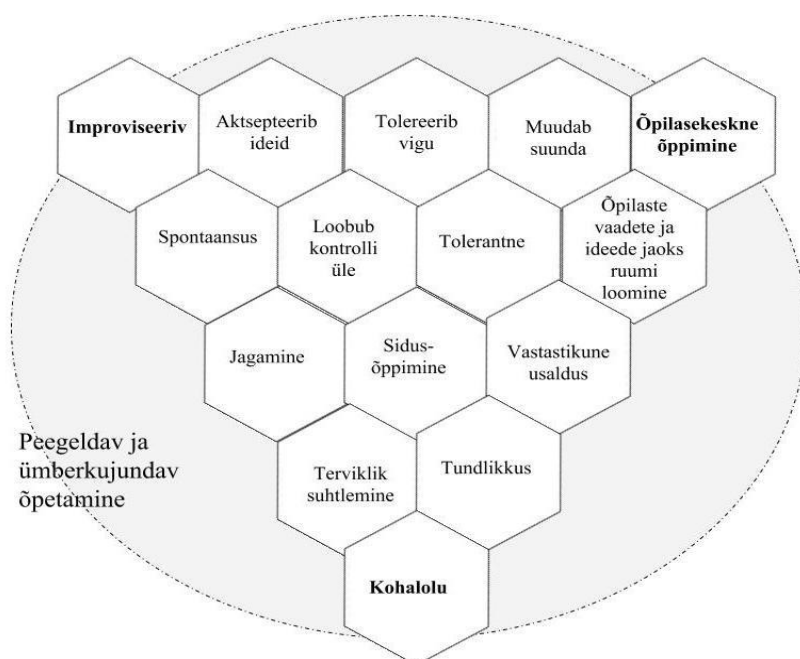 Improviseeriv
Aktsepteerib
ideid
Tolereerib
vigu
Muudab
suunda
Õpilasekeskne
õppimine
Spontaansus
Loobub
kontrolli
üle
Tolerantne
Õpilaste
vaadete ja
ideede jaoks
ruumi
loomine
Jagamine
Sidus-
õppimine
Vastastikune
usaldus
Peegeldav ja
ümberkujundav
õpetamine
Terviklik
suhtlemine
Tundlikkus
Kohalolu